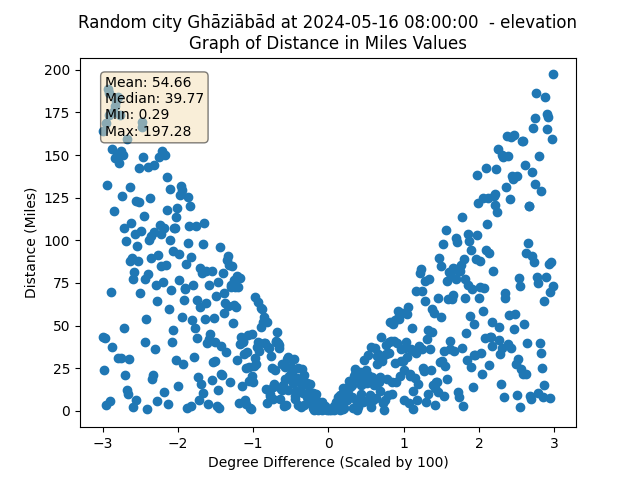 Random city Ghāziābād at 2024-05-16 08:00:00  - elevation
Graph of Distance in Miles Values
Mean: 54.66
Median: 39.77
Min: 0.29
Max: 197.28
200
175
150
125
100
75
50
25
0
Distance (Miles)
−3 −2 −1 0 1 2 3
Degree Difference (Scaled by 100)